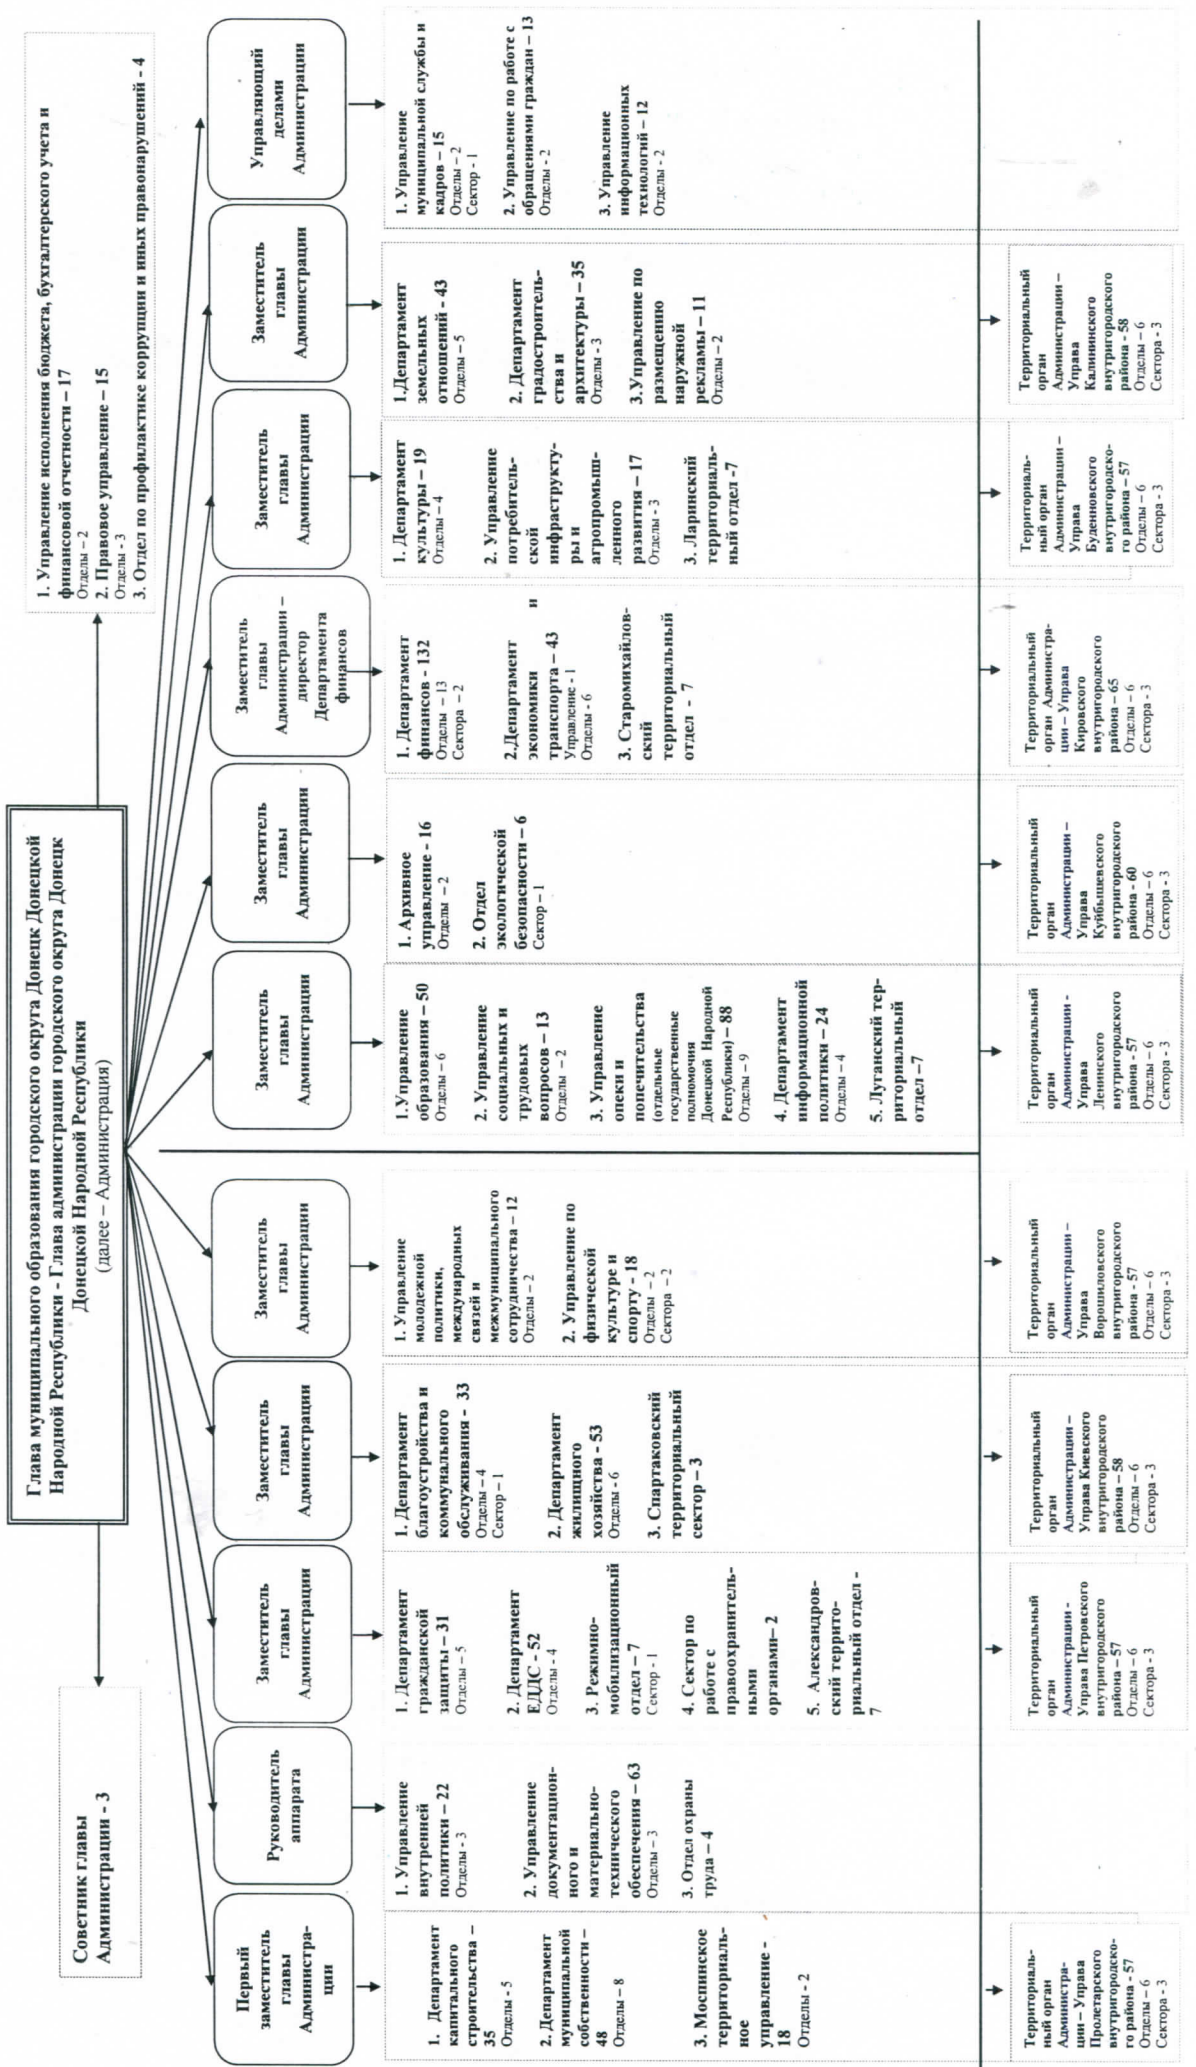 Глава муниципального образования городского округа Донецк Донецкой
Народной Республики - Глава администрации городского округа Донецк
Донецкой Народной Республики
(далее – Администрация)
Советник главы
Администрации - 3
1. Управление исполнения бюджета, бухгалтерского учета и
финансовой отчетности – 17
Отделы – 2
2. Правовое управление – 15
Отделы - 3
3. Отдел по профилактике коррупции и иных правонарушений - 4
Первый
заместитель
главы
Администра-
ции
Руководитель
аппарата
Заместитель
главы
Администрации
Заместитель
главы
Администрации
Заместитель
главы
Администрации
Заместитель
главы
Администрации
Заместитель
главы
Администрации
Заместитель
главы
Администрации –
директор
Департамента
финансов
Заместитель
главы
Администрации
Заместитель
главы
Администрации
Управляющий
делами
Администрации
1. Департамент
капитального
строительства –
35
Отделы - 5
2. Департамент
муниципальной
собственности –
48
Отделы – 8
3. Моспинское
территориаль-
ное
управление -
18
Отделы - 2
1. Управление
внутренней
политики – 22
Отделы - 3
2. Управление
документацион-
ного и
материально-
технического
обеспечения – 63
Отделы – 3
3. Отдел охраны
труда – 4
1. Департамент
гражданской
защиты – 31
Отделы – 5
2. Департамент
ЕДДС - 52
Отделы - 4
3. Режимно-
мобилизационный
отдел – 7
Сектор - 1
4. Сектор по
работе с
правоохранитель-
ными
органами– 2
5. Александров-
ский террито-
риальный отдел -
7
1. Департамент
благоустройства и
коммунального
обслуживания - 33
Отделы – 4
Сектор – 1
2. Департамент
жилищного
хозяйства - 53
Отделы - 6
3. Спартаковский
территориальный
сектор – 3
1. Управление
молодежной
политики,
международных
связей и
межмуниципального
сотрудничества – 12
Отделы – 2
2. Управление по
физической
культуре и
спорту - 18
Отделы – 2
Сектора – 2
1.Управление
образования – 50
Отделы – 6
2. Управление
социальных и
трудовых
вопросов – 13
Отделы – 2
3. Управление
опеки и
попечительства
(отдельные
государственные
полномочия
Донецкой Народной
Республики) – 88
Отделы – 9
4. Департамент
информационной
политики – 24
Отделы – 4
5. Луганский тер-
риториальный
отдел –7
1. Архивное
управление - 16
Отделы – 2
2. Отдел
экологической
безопасности – 6
Сектор – 1
1. Департамент
финансов - 132
Отделы – 13
Сектора – 2
2.Департамент
экономики и
транспорта – 43
Управление - 1
Отделы - 6
3. Старомихайлов-
ский
территориальный
отдел - 7
1. Департамент
культуры – 19
Отделы – 4
2. Управление
потребитель-
ской
инфраструкту-
ры и
агропромыш-
ленного
развития – 17
Отделы - 3
3. Ларинский
территориаль-
ный отдел -7
1.Департамент
земельных
отношений - 43
Отделы – 5
2. Департамент
градостроитель-
ства и
архитектуры – 35
Отделы - 3
3.Управление по
размещению
наружной
рекламы – 11
Отделы – 2
1. Управление
муниципальной службы и
кадров – 15
Отделы – 2
Сектор - 1
2. Управление по работе с
обращениями граждан – 13
Отделы - 2
3. Управление
информационных
технологий – 12
Отделы - 2
Территориаль-
ный орган
Администра-
ции – Управа
Пролетарского
внутригородско-
го района - 57
Отделы – 6
Сектора - 3
Территориальный
орган
Администрации -
Управа Петровского
внутригородского
района – 57
Отделы – 6
Сектора - 3
Территориальный
орган
Администрации –
Управа Киевского
внутригородского
района – 58
Отделы – 6
Сектора - 3
Территориальный
орган
Администрации –
Управа
Ворошиловского
внутригородского
района - 57
Отделы – 6
Сектора - 3
Территориальный
орган
Администрации -
Управа
Ленинского
внутригородского
района - 57
Отделы – 6
Сектора - 3
Территориальный
орган
Администрации –
Управа
Куйбышевского
внутригородского
района - 60
Отделы – 6
Сектора - 3
Территориальный
орган Администра-
ции – Управа
Кировского
внутригородского
района – 65
Отделы – 6
Сектора - 3
Территориаль-
ный орган
Администрации –
Управа
Буденновского
внутригородско-
го района – 57
Отделы – 6
Сектора - 3
Территориальный
орган
Администрации –
Управа
Калининского
внутригородского
района - 58
Отделы – 6
Сектора - 3